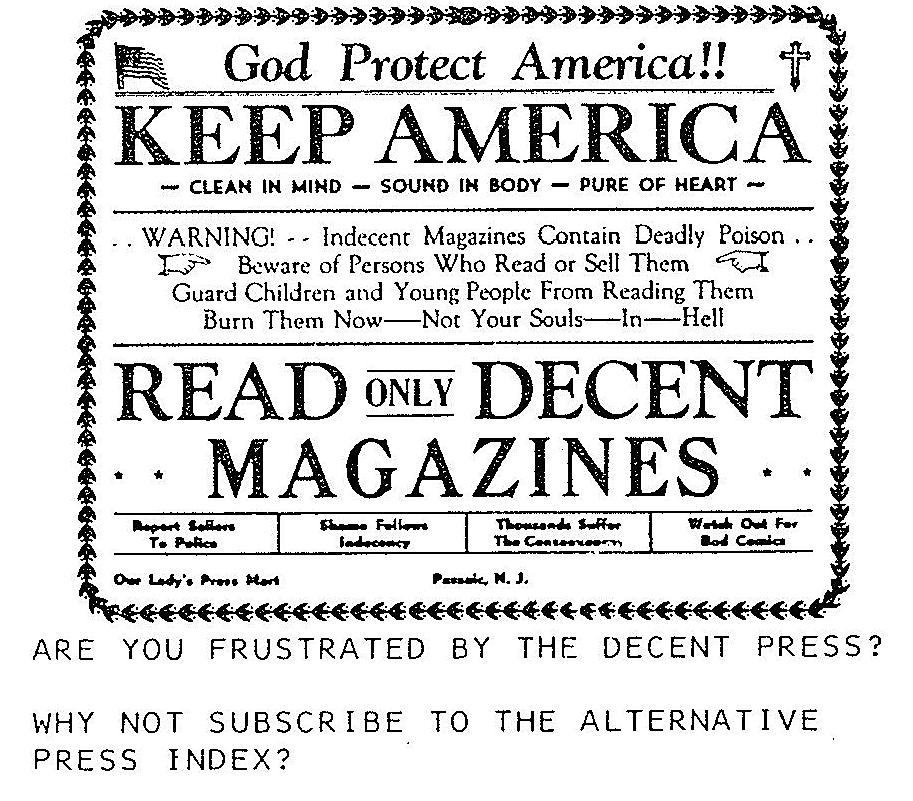 God Protect America!!
KEEP AMERICA
~ CLEAN IN MIND — SOUND IN BODY — PURE OF HEART ~
. . WARNING! - - Indecent Magazines Contain Deadly Poison . .
Beware of Persons Who Read or Sell Them
Guard Children and Young People From Reading Them
Burn Them Now—Not Your Souls—In—Hell
READ ONLY DECENT
. . MAGAZINES . .
Report Sellers
To Police
Shame Follows
Indecency
Thousands Suffer
The Consequences
Watch Out For
Bad Comics
Our Lady's Press Mart
Passaic, N. J.
ARE YOU FRUSTRATED BY THE DECENT PRESS?
WHY NOT SUBSCRIBE TO THE ALTERNATIVE
PRESS INDEX?